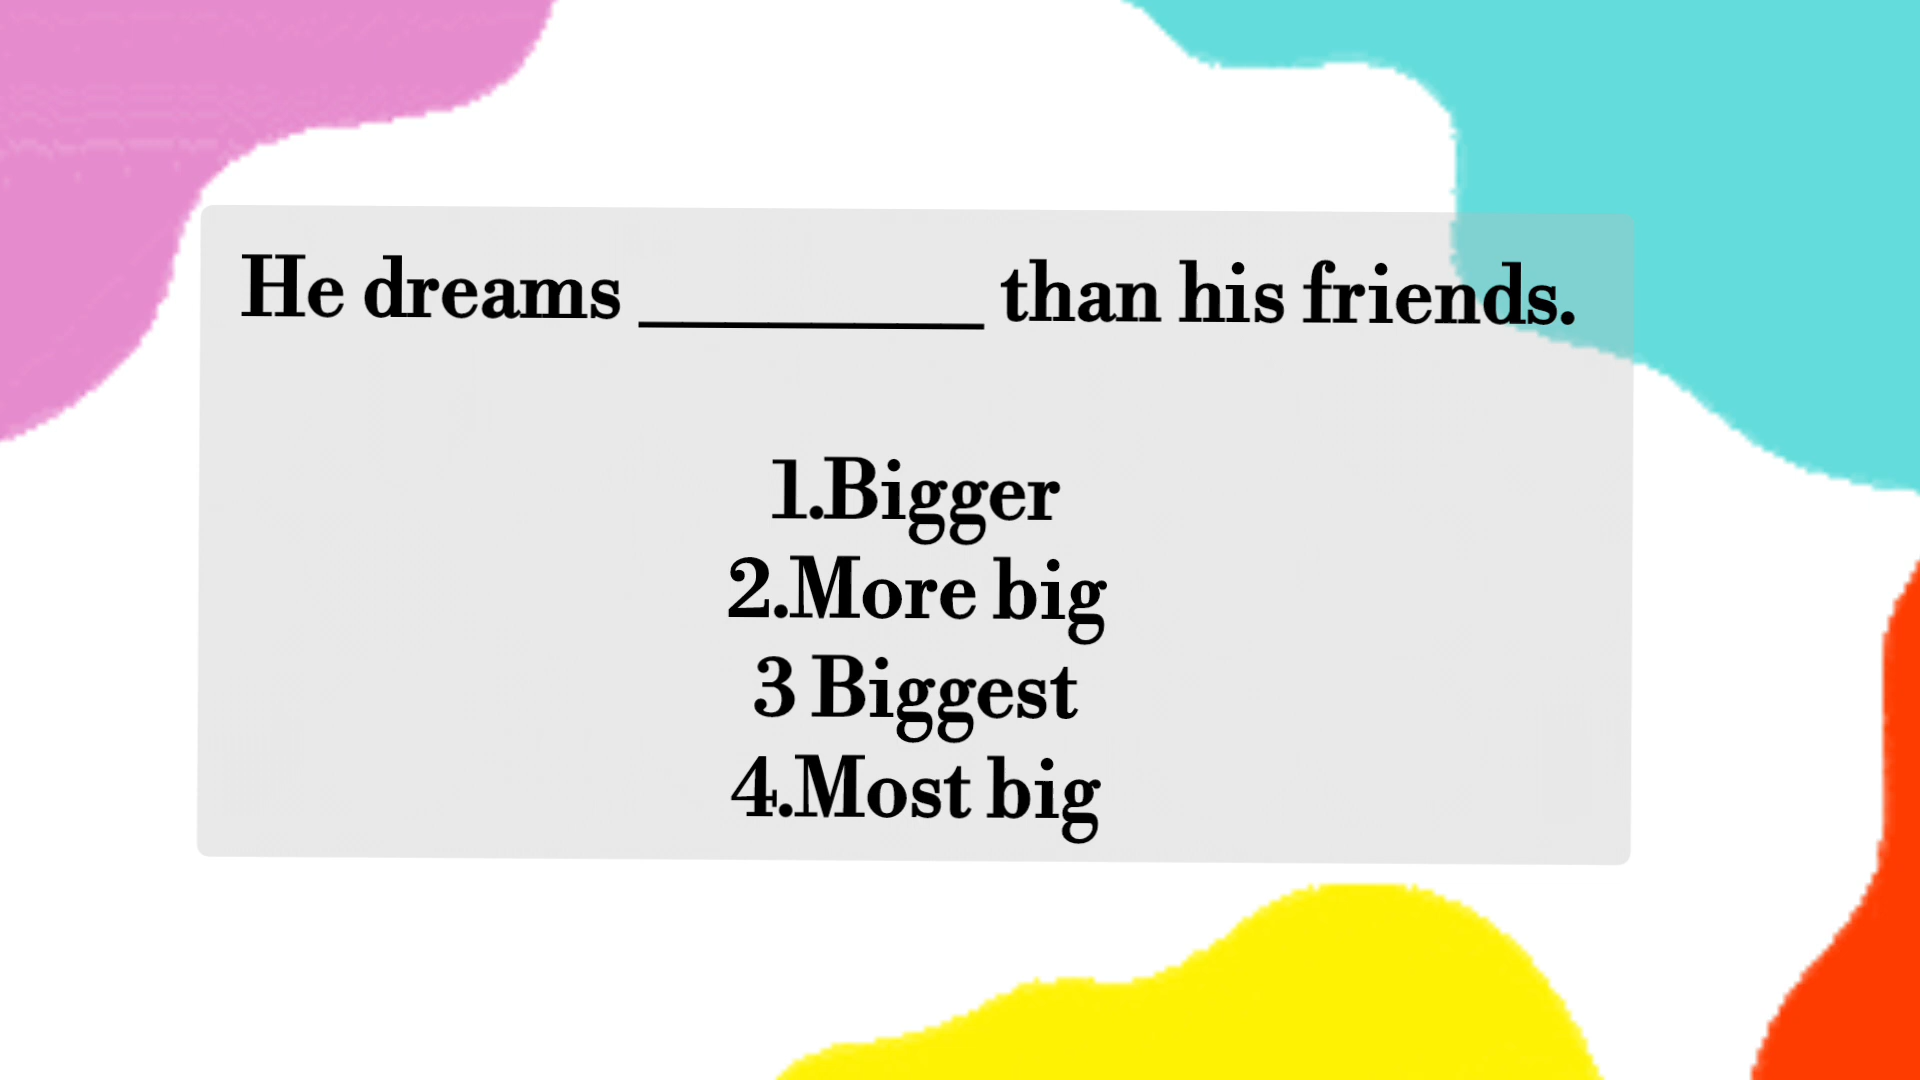 He dreams __________ than his friends.
1.Bigger
2.More big
3 Biggest
4.Most big